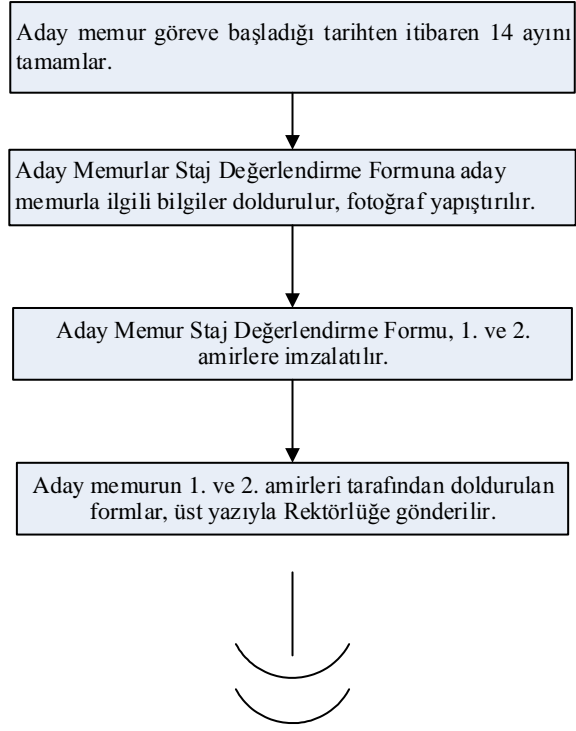 Aday memur göreve başladığı tarihten itibaren 14 ayını
tamamlar.
Aday Memurlar Staj Değerlendirme Formuna aday
memurla ilgili bilgiler doldurulur, fotoğraf yapıştırılır.
Aday Memur Staj Değerlendirme Formu, 1. ve 2.
amirlere imzalatılır.
Aday memurun 1. ve 2. amirleri tarafından doldurulan
formlar, üst yazıyla Rektörlüğe gönderilir.